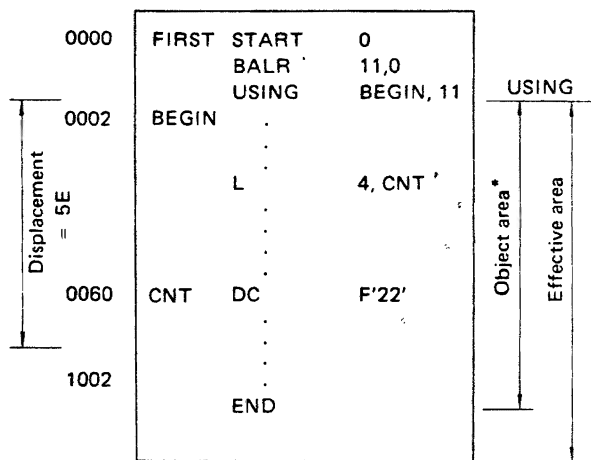 0000 FIRST START 0
BALR 11,0
USING BEGIN, 11 USING
0002 BEGIN
Displacement
= 5E
L 4, CNT
Object area*
Effective area
0060 CNT DC F'22'
1002
END